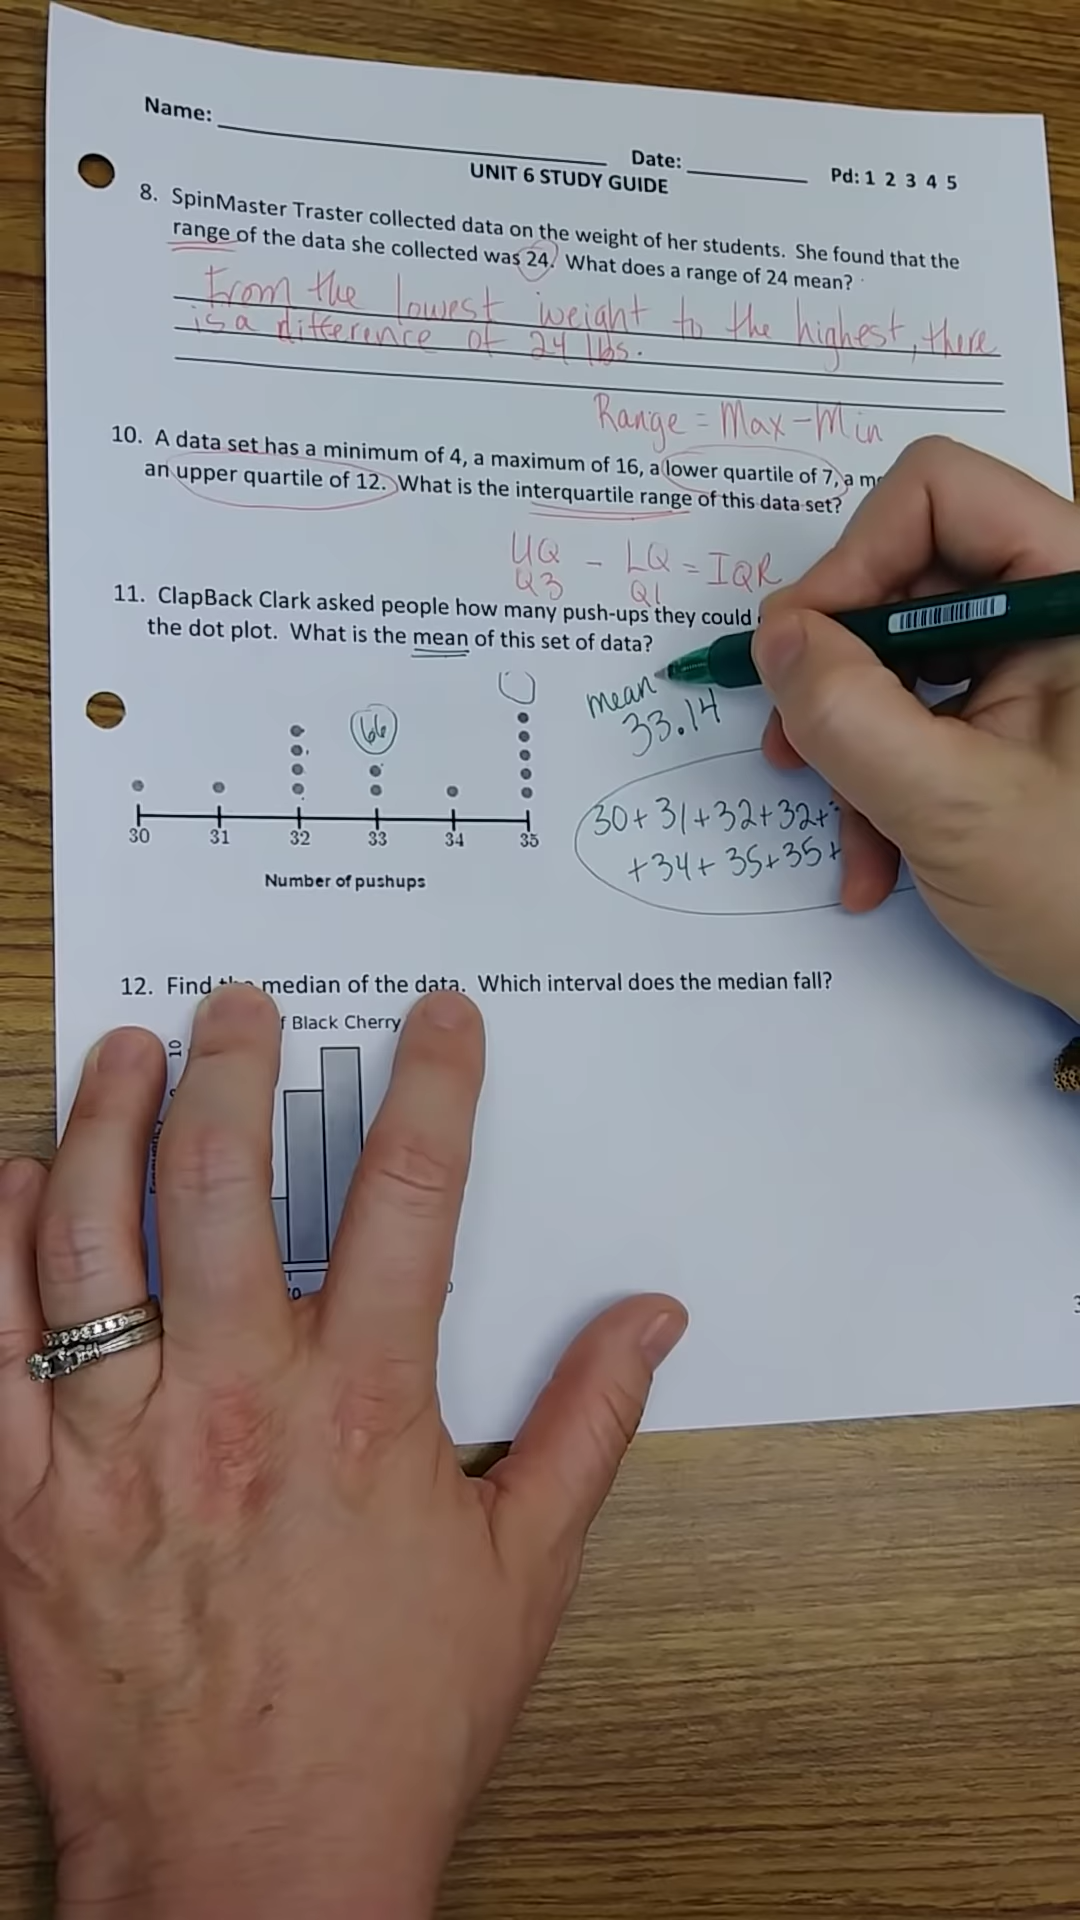 Name:
Date:
Pd: 1 2 3 4 5
UNIT 6 STUDY GUIDE
8. SpinMaster Traster collected data on the weight of her students. She found that the
range of the data she collected was 24. What does a range of 24 mean?
From the lowest weight to the highest, there
is a difference of 24 lbs.
Range = Max - Min
10. A data set has a minimum of 4, a maximum of 16, a lower quartile of 7, a
an upper quartile of 12. What is the interquartile range of this data set?
UQ - LQ = IQR
Q3 Q1
11. ClapBack Clark asked people how many push-ups they could
the dot plot. What is the mean of this set of data?
mean
33.14
66
30+31+32+32+
+34+35+35+
30 31 32 33 34 35
Number of pushups
12. Find the median of the data. Which interval does the median fall?
f Black Cherry
10